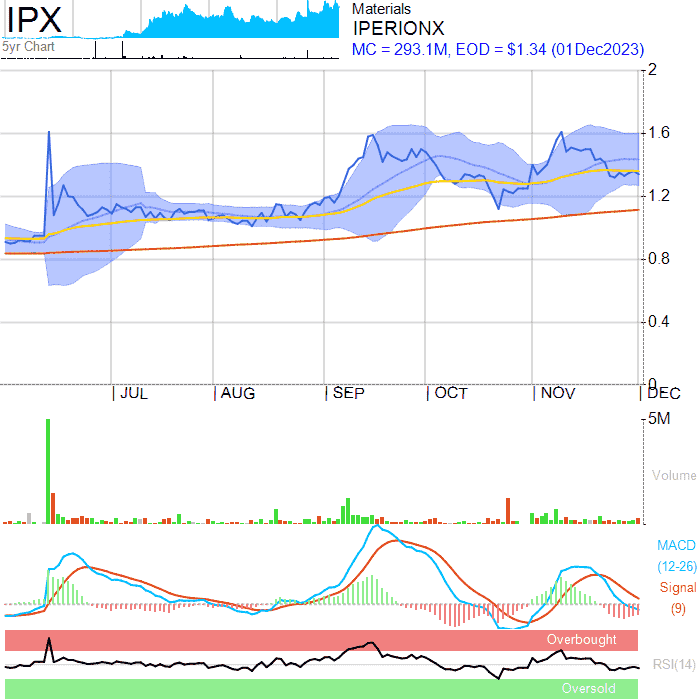 IPX
5yr Chart
Materials
IPERIONX
MC = 293.1M, EOD = $1.34 (01Dec2023)
2
1.6
1.2
0.8
0.4
0
JUL AUG SEP OCT NOV DEC
5M
Volume
MACD
(12-26)
Signal
(9)
Overbought
RSI(14)
Oversold